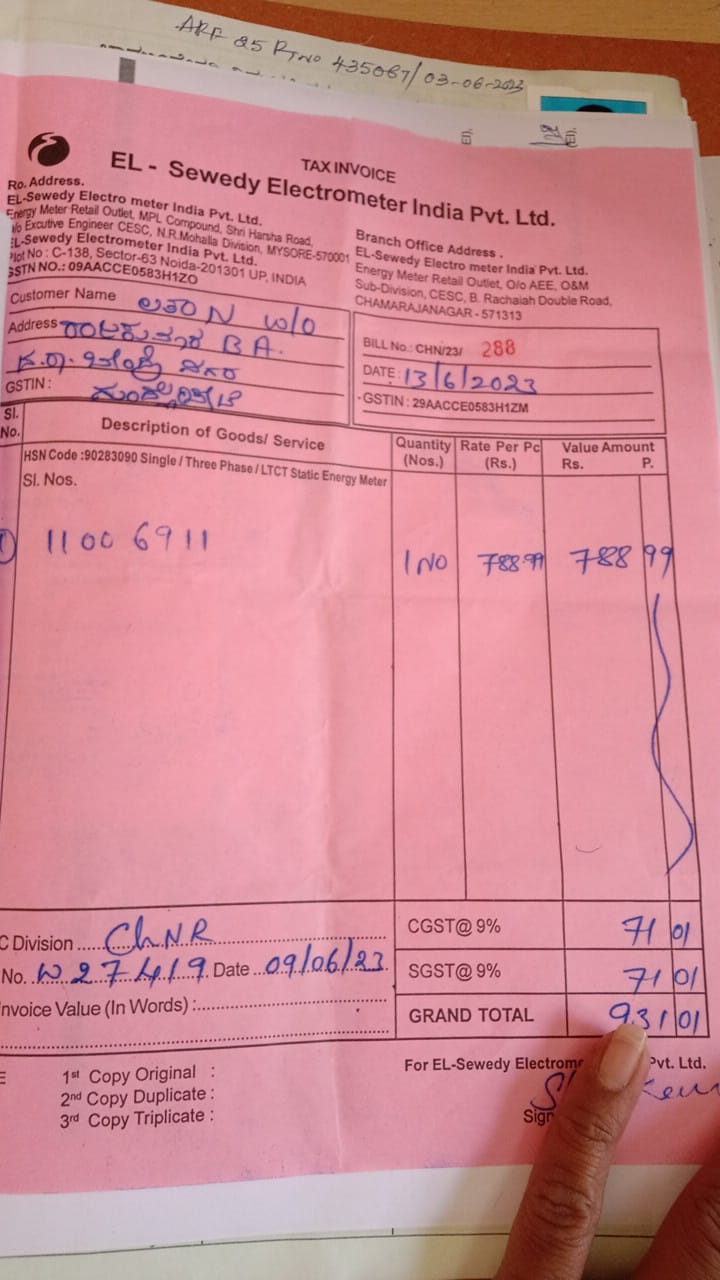 ARF 25 RTNO 435067/03-06-2023
TAX INVOICE
EL - Sewedy Electrometer India Pvt. Ltd.
Ro. Address.
EL-Sewedy Electro meter India Pvt. Ltd.
Energy Meter Retail Outlet, MPL Compound, Shri Harsha Road,
Excutive Engineer CESC, N.R.Mohalla Division, MYSORE-570001
EL-Sewedy Electrometer India Pvt. Ltd.
Plot No : C-138, Sector-63 Noida-201301 UP, INDIA
GSTN NO.: 09AACCE0583H1ZO
Branch Office Address .
EL-Sewedy Electro meter India Pvt. Ltd.
Energy Meter Retail Outlet, O/o AEE, O&M
Sub-Division, CESC, B. Rachaiah Double Road,
CHAMARAJANAGAR - 571313
Customer Name ಲತಾ N W/O
Address B A.
ನಗರ
GSTIN :
BILL No.: CHN/23/ 288
DATE : 13/6/2023
GSTIN : 29AACCE0583H1ZM
Sl. No. Description of Goods/ Service Quantity (Nos.) Rate Per Pc (Rs.) Value Amount Rs. P.
HSN Code :90283090 Single / Three Phase / LTCT Static Energy Meter
Sl. Nos.
1 11006911 1 NO 788 99 788 99
C Division ..... ChNR CGST@ 9% 71 01
No. W27419 Date ..09/06/23. SGST@ 9% 71 01
Invoice Value (In Words) : GRAND TOTAL 931 01
For EL-Sewedy Electrome Pvt. Ltd.
1st Copy Original :
2nd Copy Duplicate :
3rd Copy Triplicate :
Sign